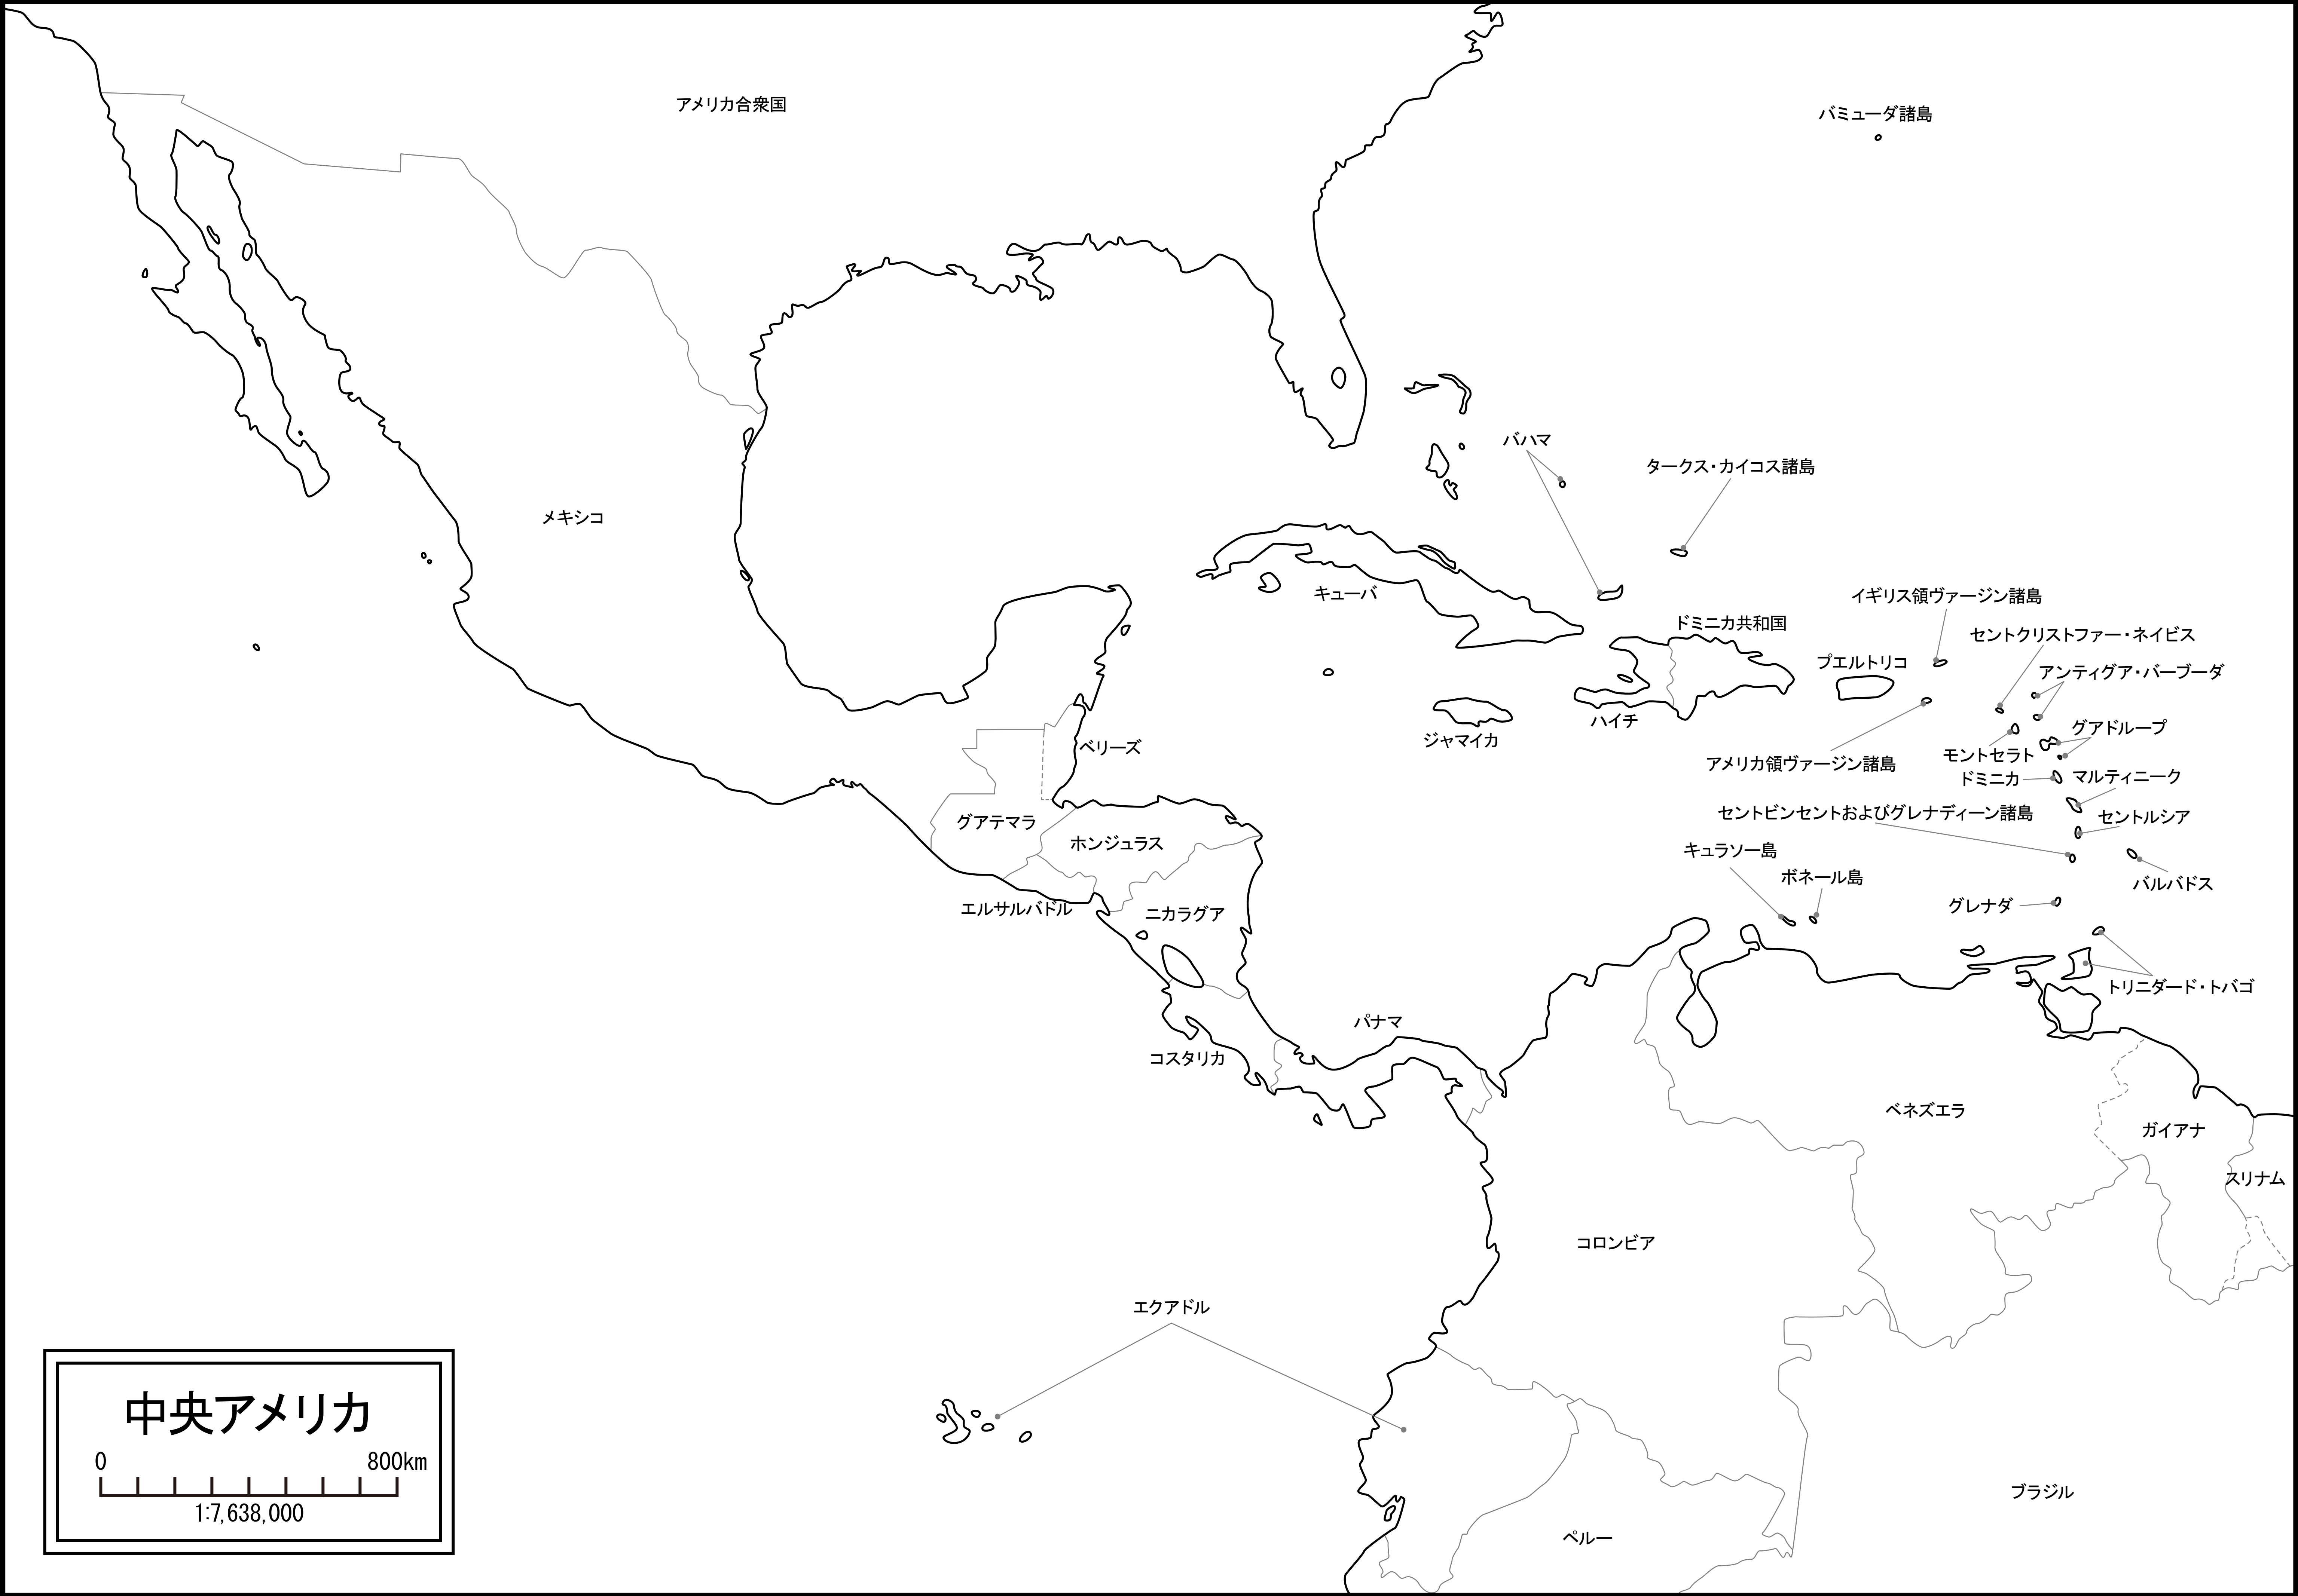 アメリカ合衆国
バミューダ諸島
バハマ
タークス・カイコス諸島
メキシコ
キューバ
イギリス領ヴァージン諸島
ドミニカ共和国
セントクリストファー・ネイビス
プエルトリコ
アンティグア・バーブーダ
ハイチ
グアドループ
ジャマイカ
ベリーズ
モントセラト
アメリカ領ヴァージン諸島
ドミニカ
マルティニーク
セントビンセントおよびグレナディーン諸島
セントルシア
グアテマラ
ホンジュラス
キュラソー島
ボネール島
バルバドス
エルサルバドル
ニカラグア
グレナダ
トリニダード・トバゴ
パナマ
コスタリカ
ベネズエラ
ガイアナ
スリナム
コロンビア
エクアドル
ブラジル
ペルー
中央アメリカ
0 800km
1:7,638,000